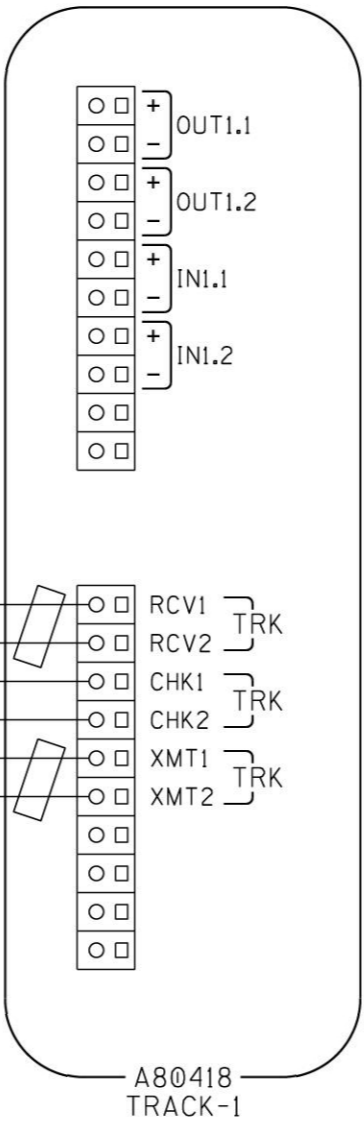 +
OUT1.1
-
+
OUT1.2
-
+
IN1.1
-
+
IN1.2
-
RCV1
TRK
RCV2
CHK1
TRK
CHK2
XMT1
TRK
XMT2
A80418
TRACK-1